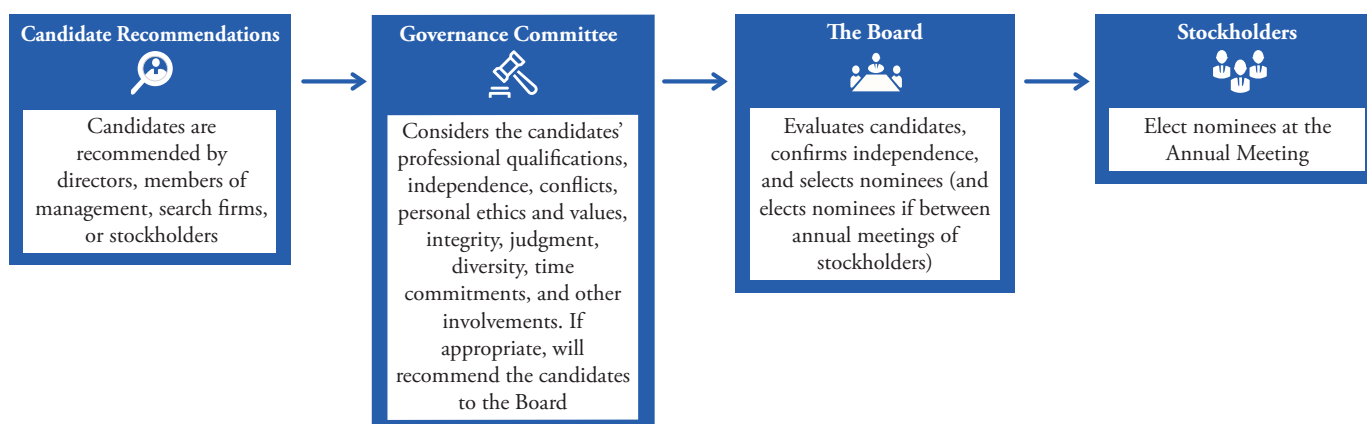 Candidate Recommendations
Candidates are
recommended by
directors, members of
management, search firms,
or stockholders
Governance Committee
Considers the candidates’
professional qualifications,
independence, conflicts,
personal ethics and values,
integrity, judgment,
diversity, time
commitments, and other
involvements. If
appropriate, will
recommend the candidates
to the Board
The Board
Evaluates candidates,
confirms independence,
and selects nominees (and
elects nominees if between
annual meetings of
stockholders)
Stockholders
Elect nominees at the
Annual Meeting